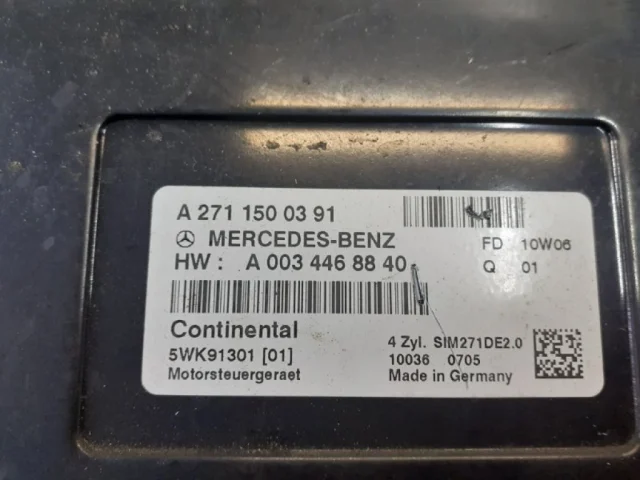 A 271 150 03 91
MERCEDES-BENZ
FD 10W06
HW : A 003 446 88 40
Q 01
Continental
5WK91301 [01]
Motorsteuergeraet
4 Zyl. SIM271DE2.0
10036 0705
Made in Germany